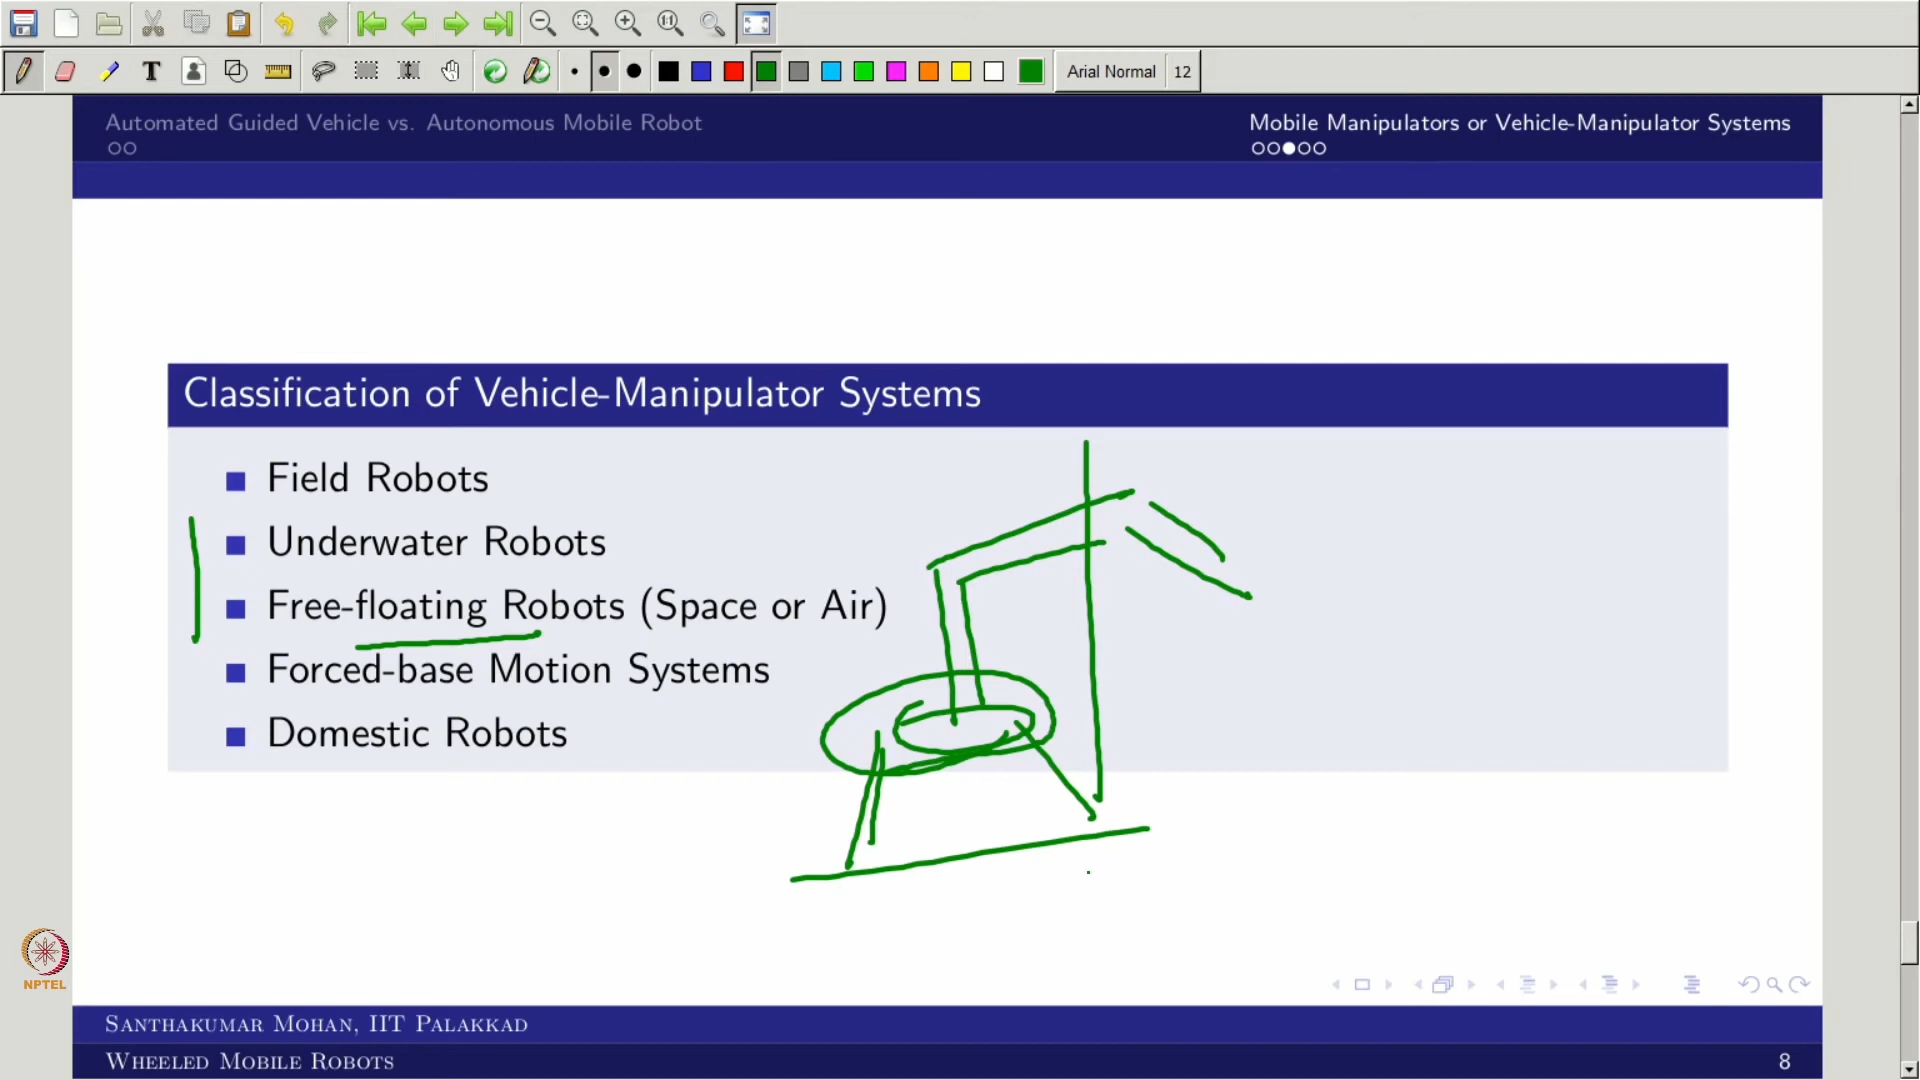 Arial Normal 12
Automated Guided Vehicle vs. Autonomous Mobile Robot
Mobile Manipulators or Vehicle-Manipulator Systems
Classification of Vehicle-Manipulator Systems
Field Robots
Underwater Robots
Free-floating Robots (Space or Air)
Forced-base Motion Systems
Domestic Robots
NPTEL
Santhakumar Mohan, IIT Palakkad
Wheeled Mobile Robots
8